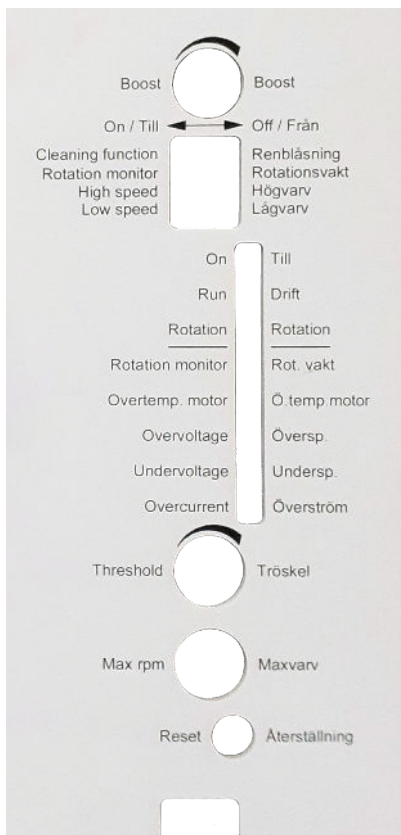 Boost Boost
On / Till Off / Från
Cleaning function Renblåsning
Rotation monitor Rotationsvakt
High speed Högvarv
Low speed Lågvarv
On Till
Run Drift
Rotation Rotation
Rotation monitor Rot. vakt
Overtemp. motor Ö.temp motor
Overvoltage Översp.
Undervoltage Undersp.
Overcurrent Överström
Threshold Tröskel
Max rpm Maxvarv
Reset Återställning